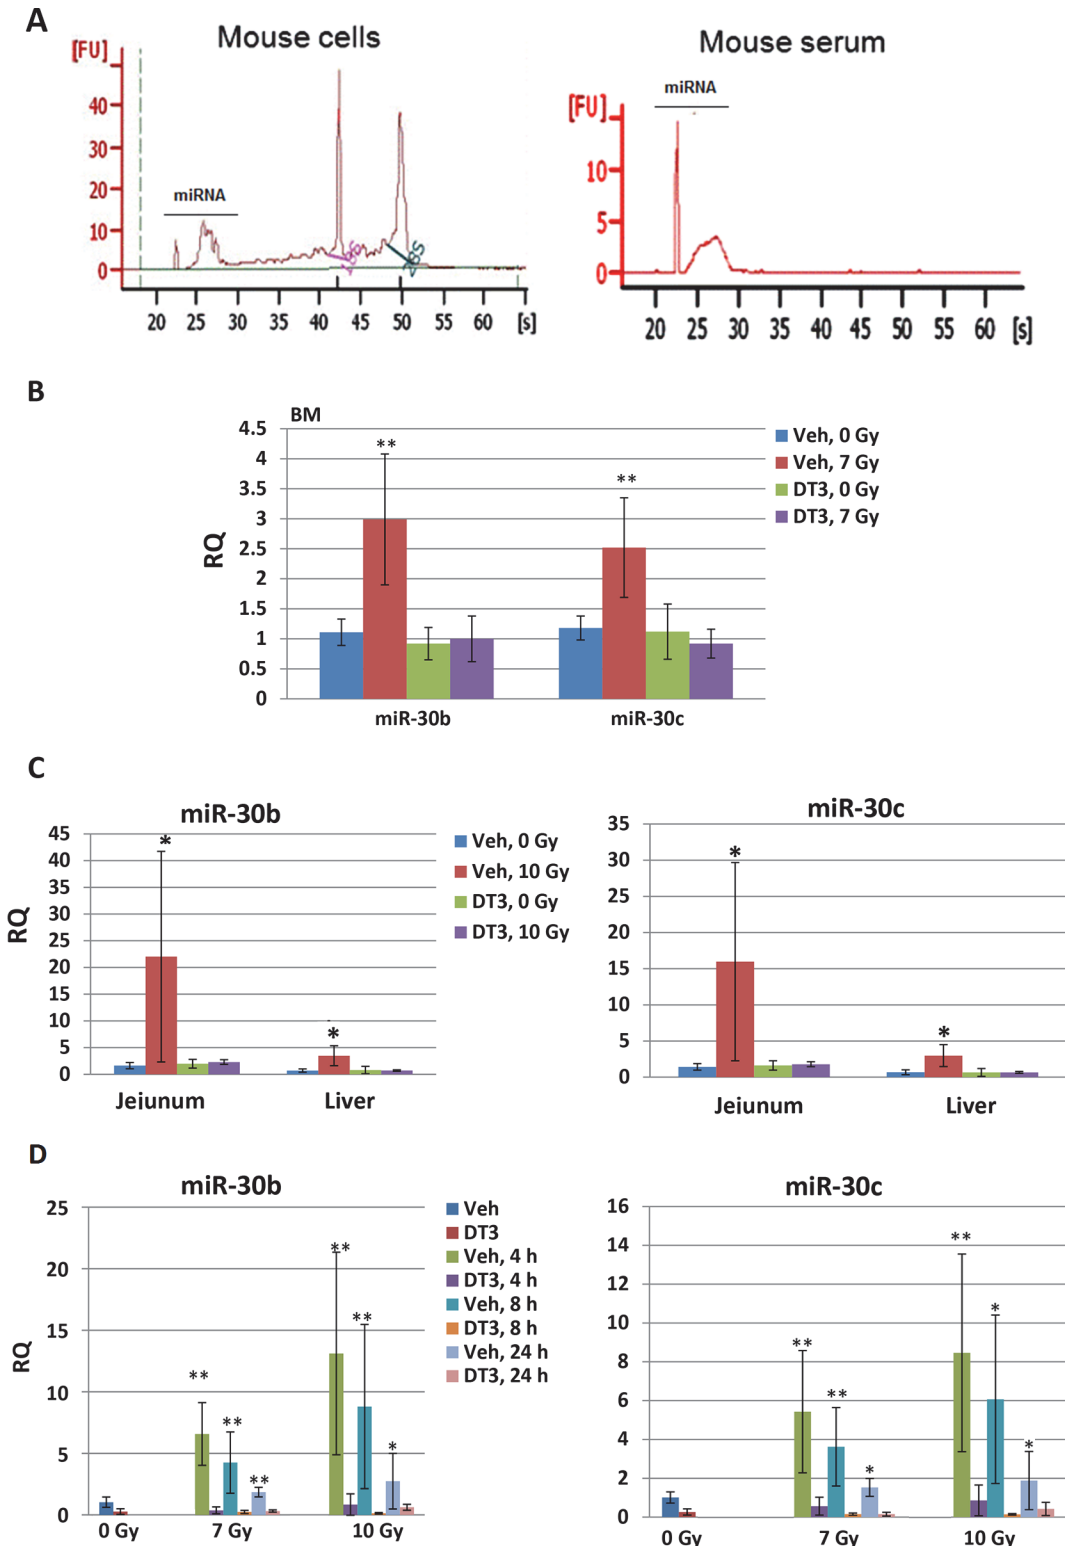 A
Mouse cells
[FU]
40
30
20
10
0
miRNA
18S
28S
20 25 30 35 40 45 50 55 60 [s]
Mouse serum
[FU]
miRNA
10
5
0
20 25 30 35 40 45 50 55 60 [s]
B
BM
4.5
4
3.5
3
2.5
2
1.5
1
0.5
0
RQ
** **
miR-30b miR-30c
Veh, 0 Gy
Veh, 7 Gy
DT3, 0 Gy
DT3, 7 Gy
C
miR-30b
45
40
35
30
25
20
15
10
5
0
RQ
* *
Jejunum Liver
Veh, 0 Gy
Veh, 10 Gy
DT3, 0 Gy
DT3, 10 Gy
miR-30c
35
30
25
20
15
10
5
0
* *
Jejunum Liver
D
miR-30b
25
20
15
10
5
0
RQ
** ** ** ** ** *
0 Gy 7 Gy 10 Gy
Veh
DT3
Veh, 4 h
DT3, 4 h
Veh, 8 h
DT3, 8 h
Veh, 24 h
DT3, 24 h
miR-30c
16
14
12
10
8
6
4
2
0
** ** * ** * *
0 Gy 7 Gy 10 Gy